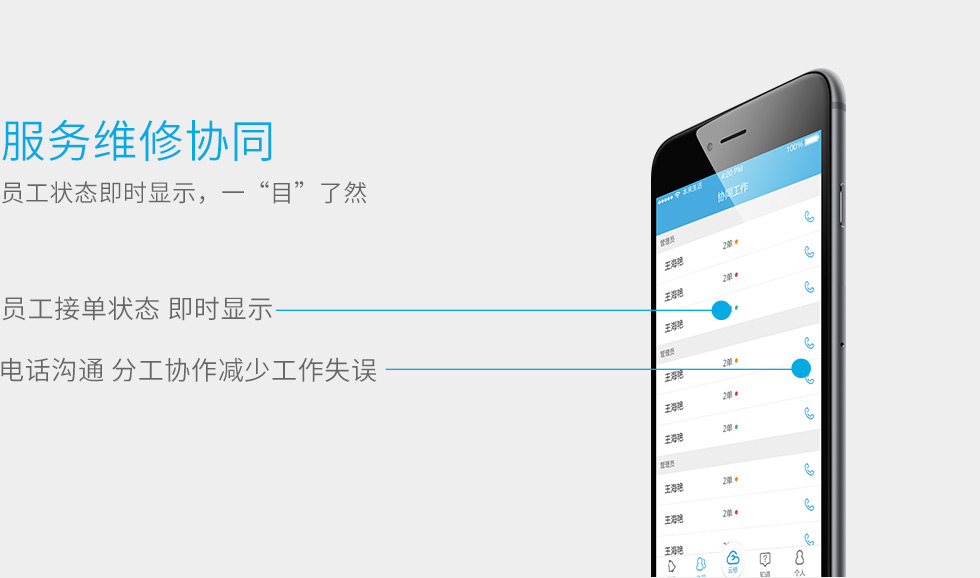 服务维修协同
员工状态即时显示，一“目”了然
员工接单状态 即时显示
电话沟通 分工协作减少工作失误
未来生活
4:20 PM
100%
协同工作
管理员
王海艳 2单
王海艳 2单
王海艳
管理员
王海艳 2单
王海艳 2单
王海艳 2单
管理员
王海艳 2单
王海艳 2单
王海艳
云修 知道 个人